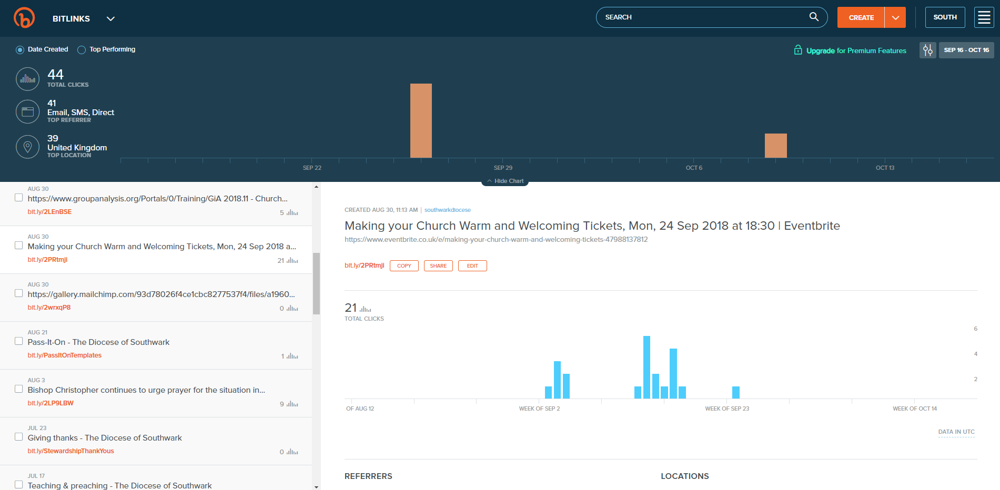 BITLINKS
SEARCH
CREATE
SOUTH
Date Created
Top Performing
Upgrade for Premium Features
SEP 16 - OCT 16
44
TOTAL CLICKS
41
Email, SMS, Direct
TOP REFERRER
39
United Kingdom
TOP LOCATION
SEP 22
SEP 29
OCT 6
OCT 13
Hide Chart
AUG 30
https://www.groupanalysis.org/Portals/0/Training/GiA 2018.11 - Church...
bit.ly/2LEnBSE
5
AUG 30
Making your Church Warm and Welcoming Tickets, Mon, 24 Sep 2018 a...
bit.ly/2PRtmji
21
AUG 30
https://gallery.mailchimp.com/93d78026f4ce1cbc8277537f4/files/a1960...
bit.ly/2wrxqP8
0
AUG 21
Pass-It-On - The Diocese of Southwark
bit.ly/PassItOnTemplates
1
AUG 3
Bishop Christopher continues to urge prayer for the situation in...
bit.ly/2LP9LBW
9
JUL 23
Giving thanks - The Diocese of Southwark
bit.ly/StewardshipThankYous
0
JUL 17
Teaching & preaching - The Diocese of Southwark
CREATED AUG 30, 11:13 AM | southwarkdiocese
Making your Church Warm and Welcoming Tickets, Mon, 24 Sep 2018 at 18:30 | Eventbrite
https://www.eventbrite.co.uk/e/making-your-church-warm-and-welcoming-tickets-47988137812
bit.ly/2PRtmji
COPY
SHARE
EDIT
21
TOTAL CLICKS
6
4
2
OF AUG 12
WEEK OF SEP 2
WEEK OF SEP 23
WEEK OF OCT 14
DATA IN UTC
REFERRERS
LOCATIONS